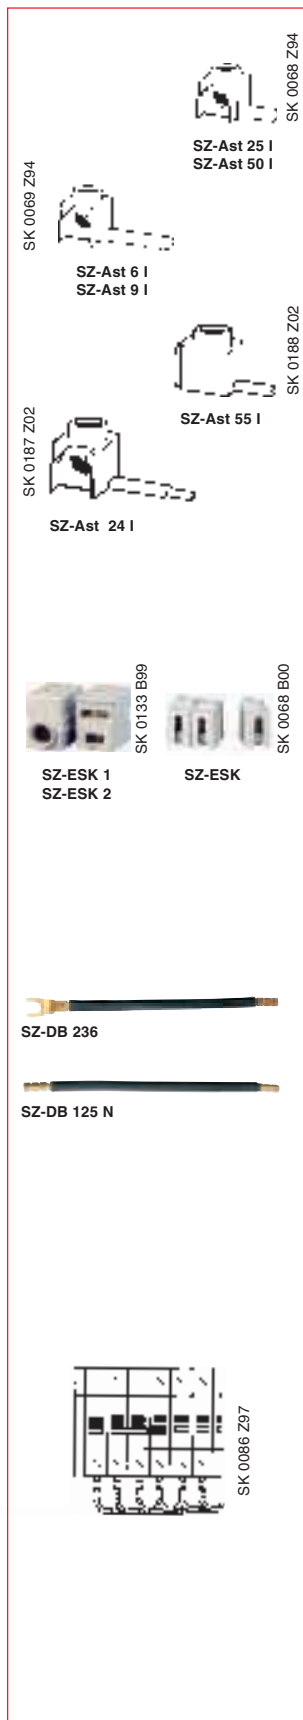 SK 0068 Z94
SZ-Ast 25 I
SZ-Ast 50 I
SK 0069 Z94
SZ-Ast 6 I
SZ-Ast 9 I
SK 0188 Z02
SZ-Ast 55 I
SK 0187 Z02
SZ-Ast 24 I
SK 0133 B99
SZ-ESK 1
SZ-ESK 2
SK 0068 B00
SZ-ESK
SZ-DB 236
SZ-DB 125 N
SK 0086 Z97